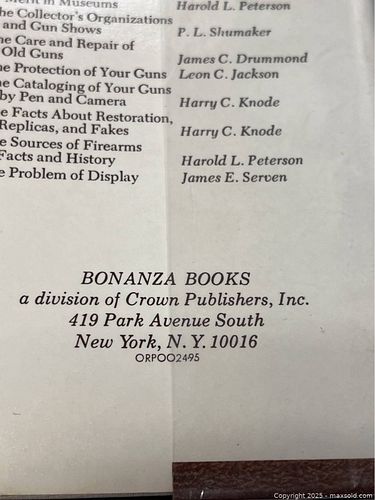 ment in Museums Harold L. Peterson
he Collector's Organizations
and Gun Shows P. L. Shumaker
he Care and Repair of
Old Guns James C. Drummond
he Protection of Your Guns Leon C. Jackson
he Cataloging of Your Guns
by Pen and Camera Harry C. Knode
e Facts About Restoration,
Replicas, and Fakes Harry C. Knode
e Sources of Firearms
Facts and History Harold L. Peterson
e Problem of Display James E. Serven
BONANZA BOOKS
a division of Crown Publishers, Inc.
419 Park Avenue South
New York, N. Y. 10016
ORPOO2495
Copyright 2025 - maxsold.com